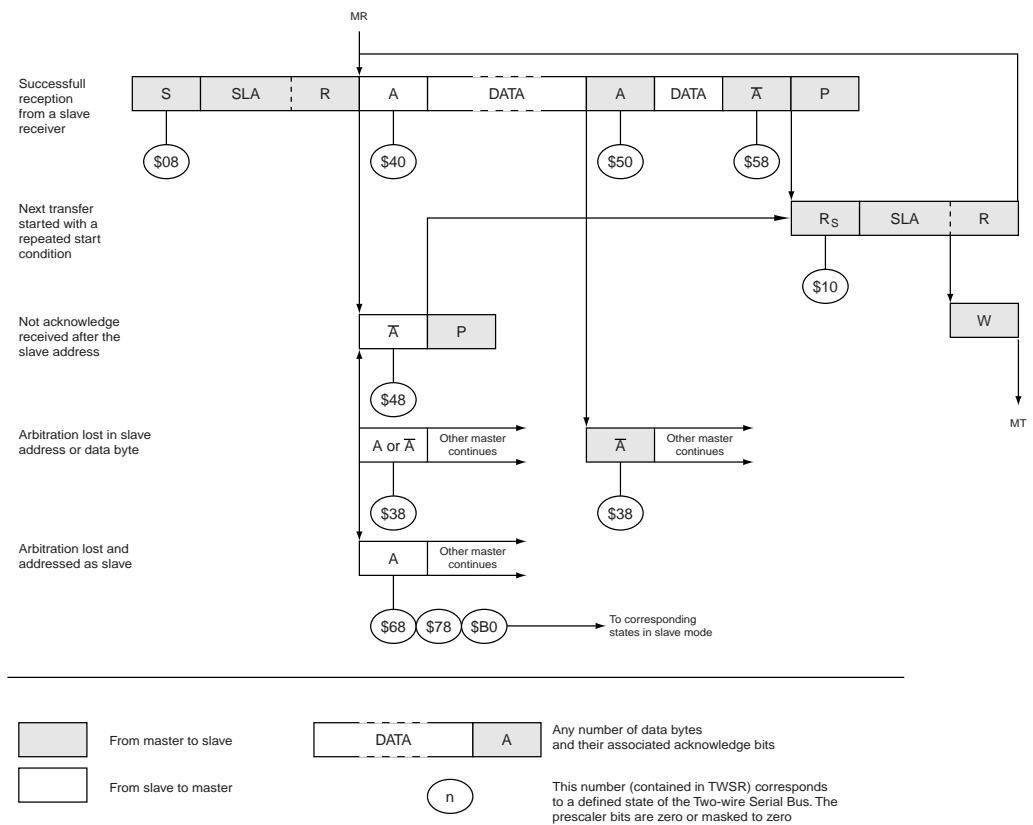 MR
Successfull
reception
from a slave
receiver
S SLA R A DATA A DATA A̅ P
$08 $40 $50 $58
Next transfer
started with a
repeated start
condition
RS SLA R
$10
Not acknowledge
received after the
slave address
A̅ P
W
$48
MT
Arbitration lost in slave
address or data byte
A or A̅
Other master
continues
A̅
Other master
continues
$38 $38
Arbitration lost and
addressed as slave
A
Other master
continues
$68 $78 $B0
To corresponding
states in slave mode
From master to slave
DATA A
Any number of data bytes
and their associated acknowledge bits
From slave to master
n
This number (contained in TWSR) corresponds
to a defined state of the Two-wire Serial Bus. The
prescaler bits are zero or masked to zero